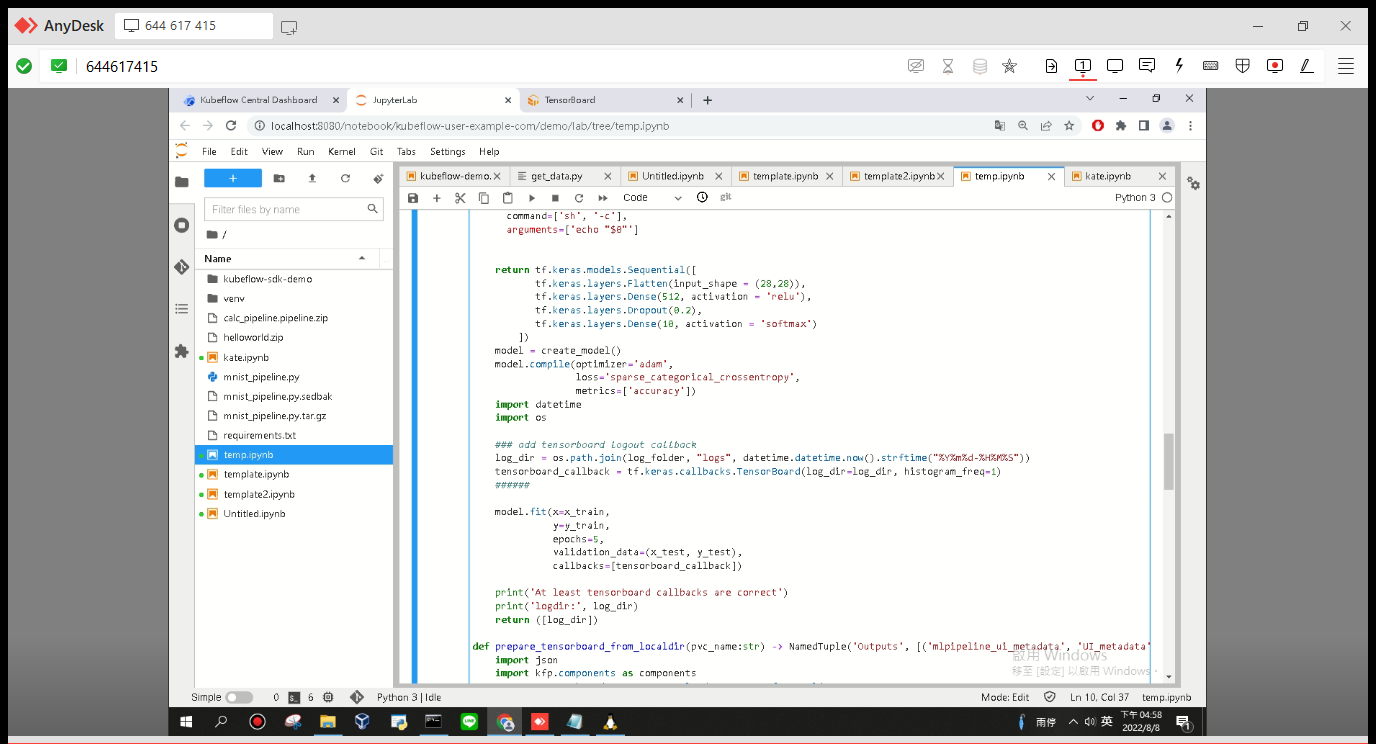 AnyDesk
644 617 415
644617415
Kubeflow Central Dashboard
JupyterLab
TensorBoard
localhost:8080/notebook/kubeflow-user-example-com/demo/lab/tree/temp.ipynb
File Edit View Run Kernel Git Tabs Settings Help
kubeflow-demo.
get_data.py
Untitled.ipynb
template.ipynb
template2.ipynb
temp.ipynb
kate.ipynb
Code
git
Python 3
Filter files by name
/
Name
kubeflow-sdk-demo
venv
calc_pipeline.pipeline.zip
helloworld.zip
kate.ipynb
mnist_pipeline.py
mnist_pipeline.py.sedbak
mnist_pipeline.py.tar.gz
requirements.txt
temp.ipynb
template.ipynb
template2.ipynb
Untitled.ipynb
command=['sh', '-c'],
arguments=['echo "$0"']
return tf.keras.models.Sequential([
tf.keras.layers.Flatten(input_shape = (28,28)),
tf.keras.layers.Dense(512, activation = 'relu'),
tf.keras.layers.Dropout(0.2),
tf.keras.layers.Dense(10, activation = 'softmax')
])
model = create_model()
model.compile(optimizer='adam',
loss='sparse_categorical_crossentropy',
metrics=['accuracy'])
import datetime
import os
### add tensorboard logout callback
log_dir = os.path.join(log_folder, "logs", datetime.datetime.now().strftime("%Y%m%d-%H%M%S"))
tensorboard_callback = tf.keras.callbacks.TensorBoard(log_dir=log_dir, histogram_freq=1)
######
model.fit(x=x_train,
y=y_train,
epochs=5,
validation_data=(x_test, y_test),
callbacks=[tensorboard_callback])
print('At least tensorboard callbacks are correct')
print('logdir:', log_dir)
return ([log_dir])
def prepare_tensorboard_from_localdir(pvc_name:str) -> NamedTuple('Outputs', [('mlpipeline_ui_metadata', 'UI_metadata'
import json
import kfp.components as components
啟用 Windows
移至 [設定] 以啟用 Windows。
Simple
0
6
Python 3 | Idle
Mode: Edit
Ln 10, Col 37
temp.ipynb
雨停
英
下午 04:58
2022/8/8
1